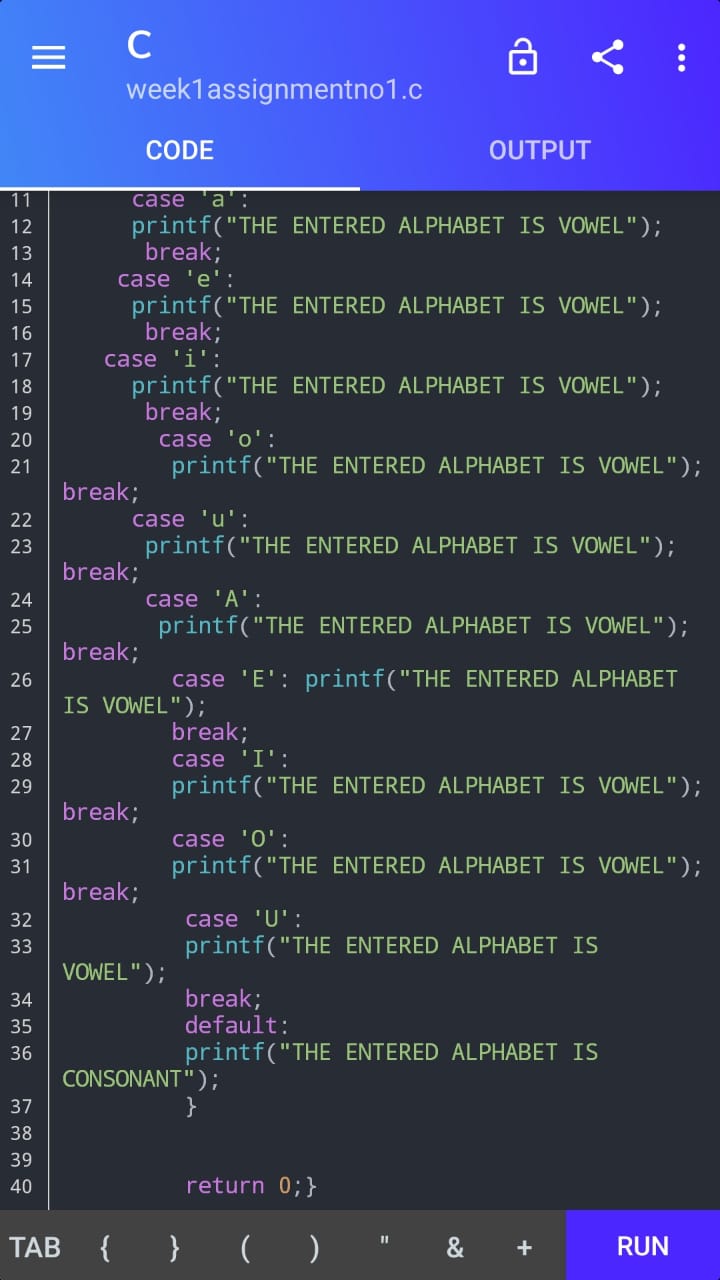 C
week1assignmentno1.c
CODE OUTPUT
11 case 'a':
12 printf("THE ENTERED ALPHABET IS VOWEL");
13 break;
14 case 'e':
15 printf("THE ENTERED ALPHABET IS VOWEL");
16 break;
17 case 'i':
18 printf("THE ENTERED ALPHABET IS VOWEL");
19 break;
20 case 'o':
21 printf("THE ENTERED ALPHABET IS VOWEL");
break;
22 case 'u':
23 printf("THE ENTERED ALPHABET IS VOWEL");
break;
24 case 'A':
25 printf("THE ENTERED ALPHABET IS VOWEL");
break;
26 case 'E': printf("THE ENTERED ALPHABET
IS VOWEL");
27 break;
28 case 'I':
29 printf("THE ENTERED ALPHABET IS VOWEL");
break;
30 case 'O':
31 printf("THE ENTERED ALPHABET IS VOWEL");
break;
32 case 'U':
33 printf("THE ENTERED ALPHABET IS
VOWEL");
34 break;
35 default:
36 printf("THE ENTERED ALPHABET IS
CONSONANT");
37 }
38
39
40 return 0;}
TAB { } ( ) " & + RUN